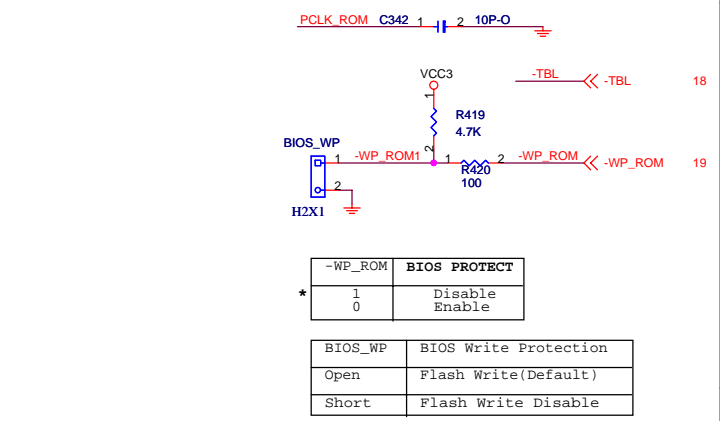 PCLK_ROM C342 1 2 10P-O
VCC3
-TBL -TBL 18
1
R419
4.7K
2
BIOS_WP
1 -WP_ROM1 1 2 -WP_ROM -WP_ROM 19
R420
100
2
H2X1
-WP_ROM BIOS PROTECT
* 1 Disable
0 Enable
BIOS_WP BIOS Write Protection
Open Flash Write(Default)
Short Flash Write Disable